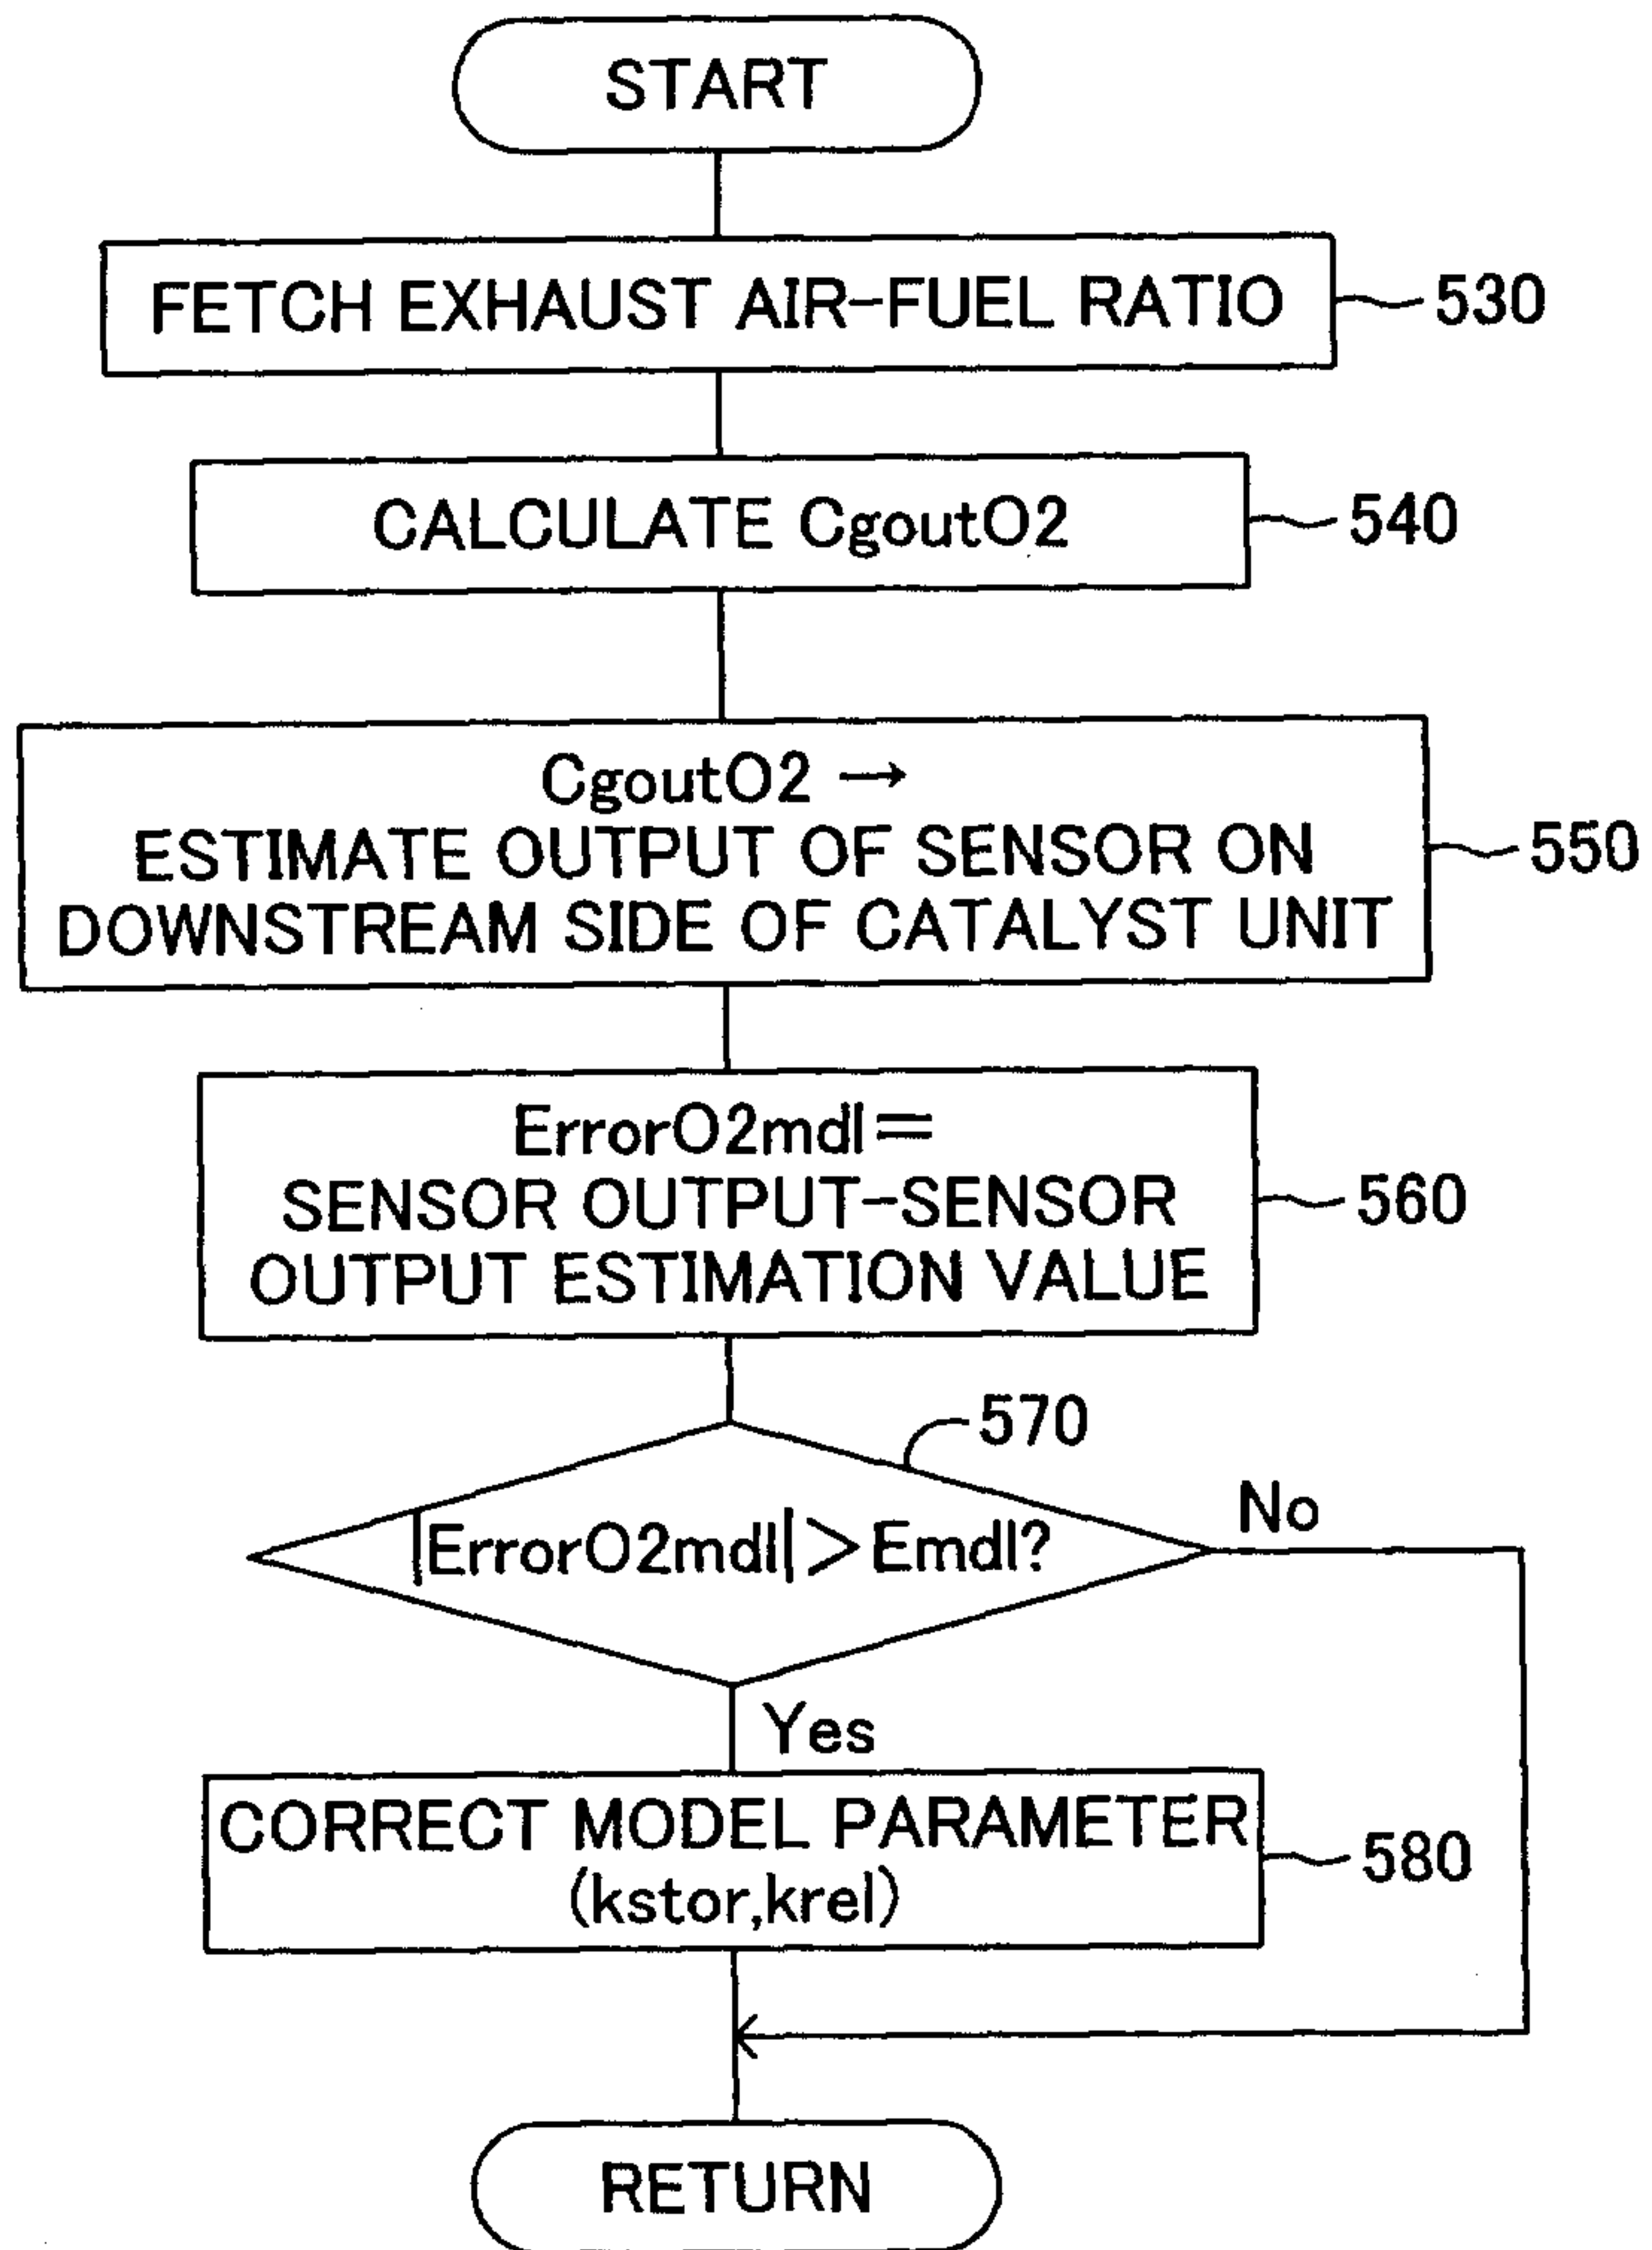 START
FETCH EXHAUST AIR-FUEL RATIO
530
CALCULATE CgoutO2
540
CgoutO2 →
ESTIMATE OUTPUT OF SENSOR ON
DOWNSTREAM SIDE OF CATALYST UNIT
550
ErrorO2mdl=
SENSOR OUTPUT-SENSOR
OUTPUT ESTIMATION VALUE
560
570
|ErrorO2mdl|>Emdl?
No
Yes
CORRECT MODEL PARAMETER
(kstor,krel)
580
RETURN